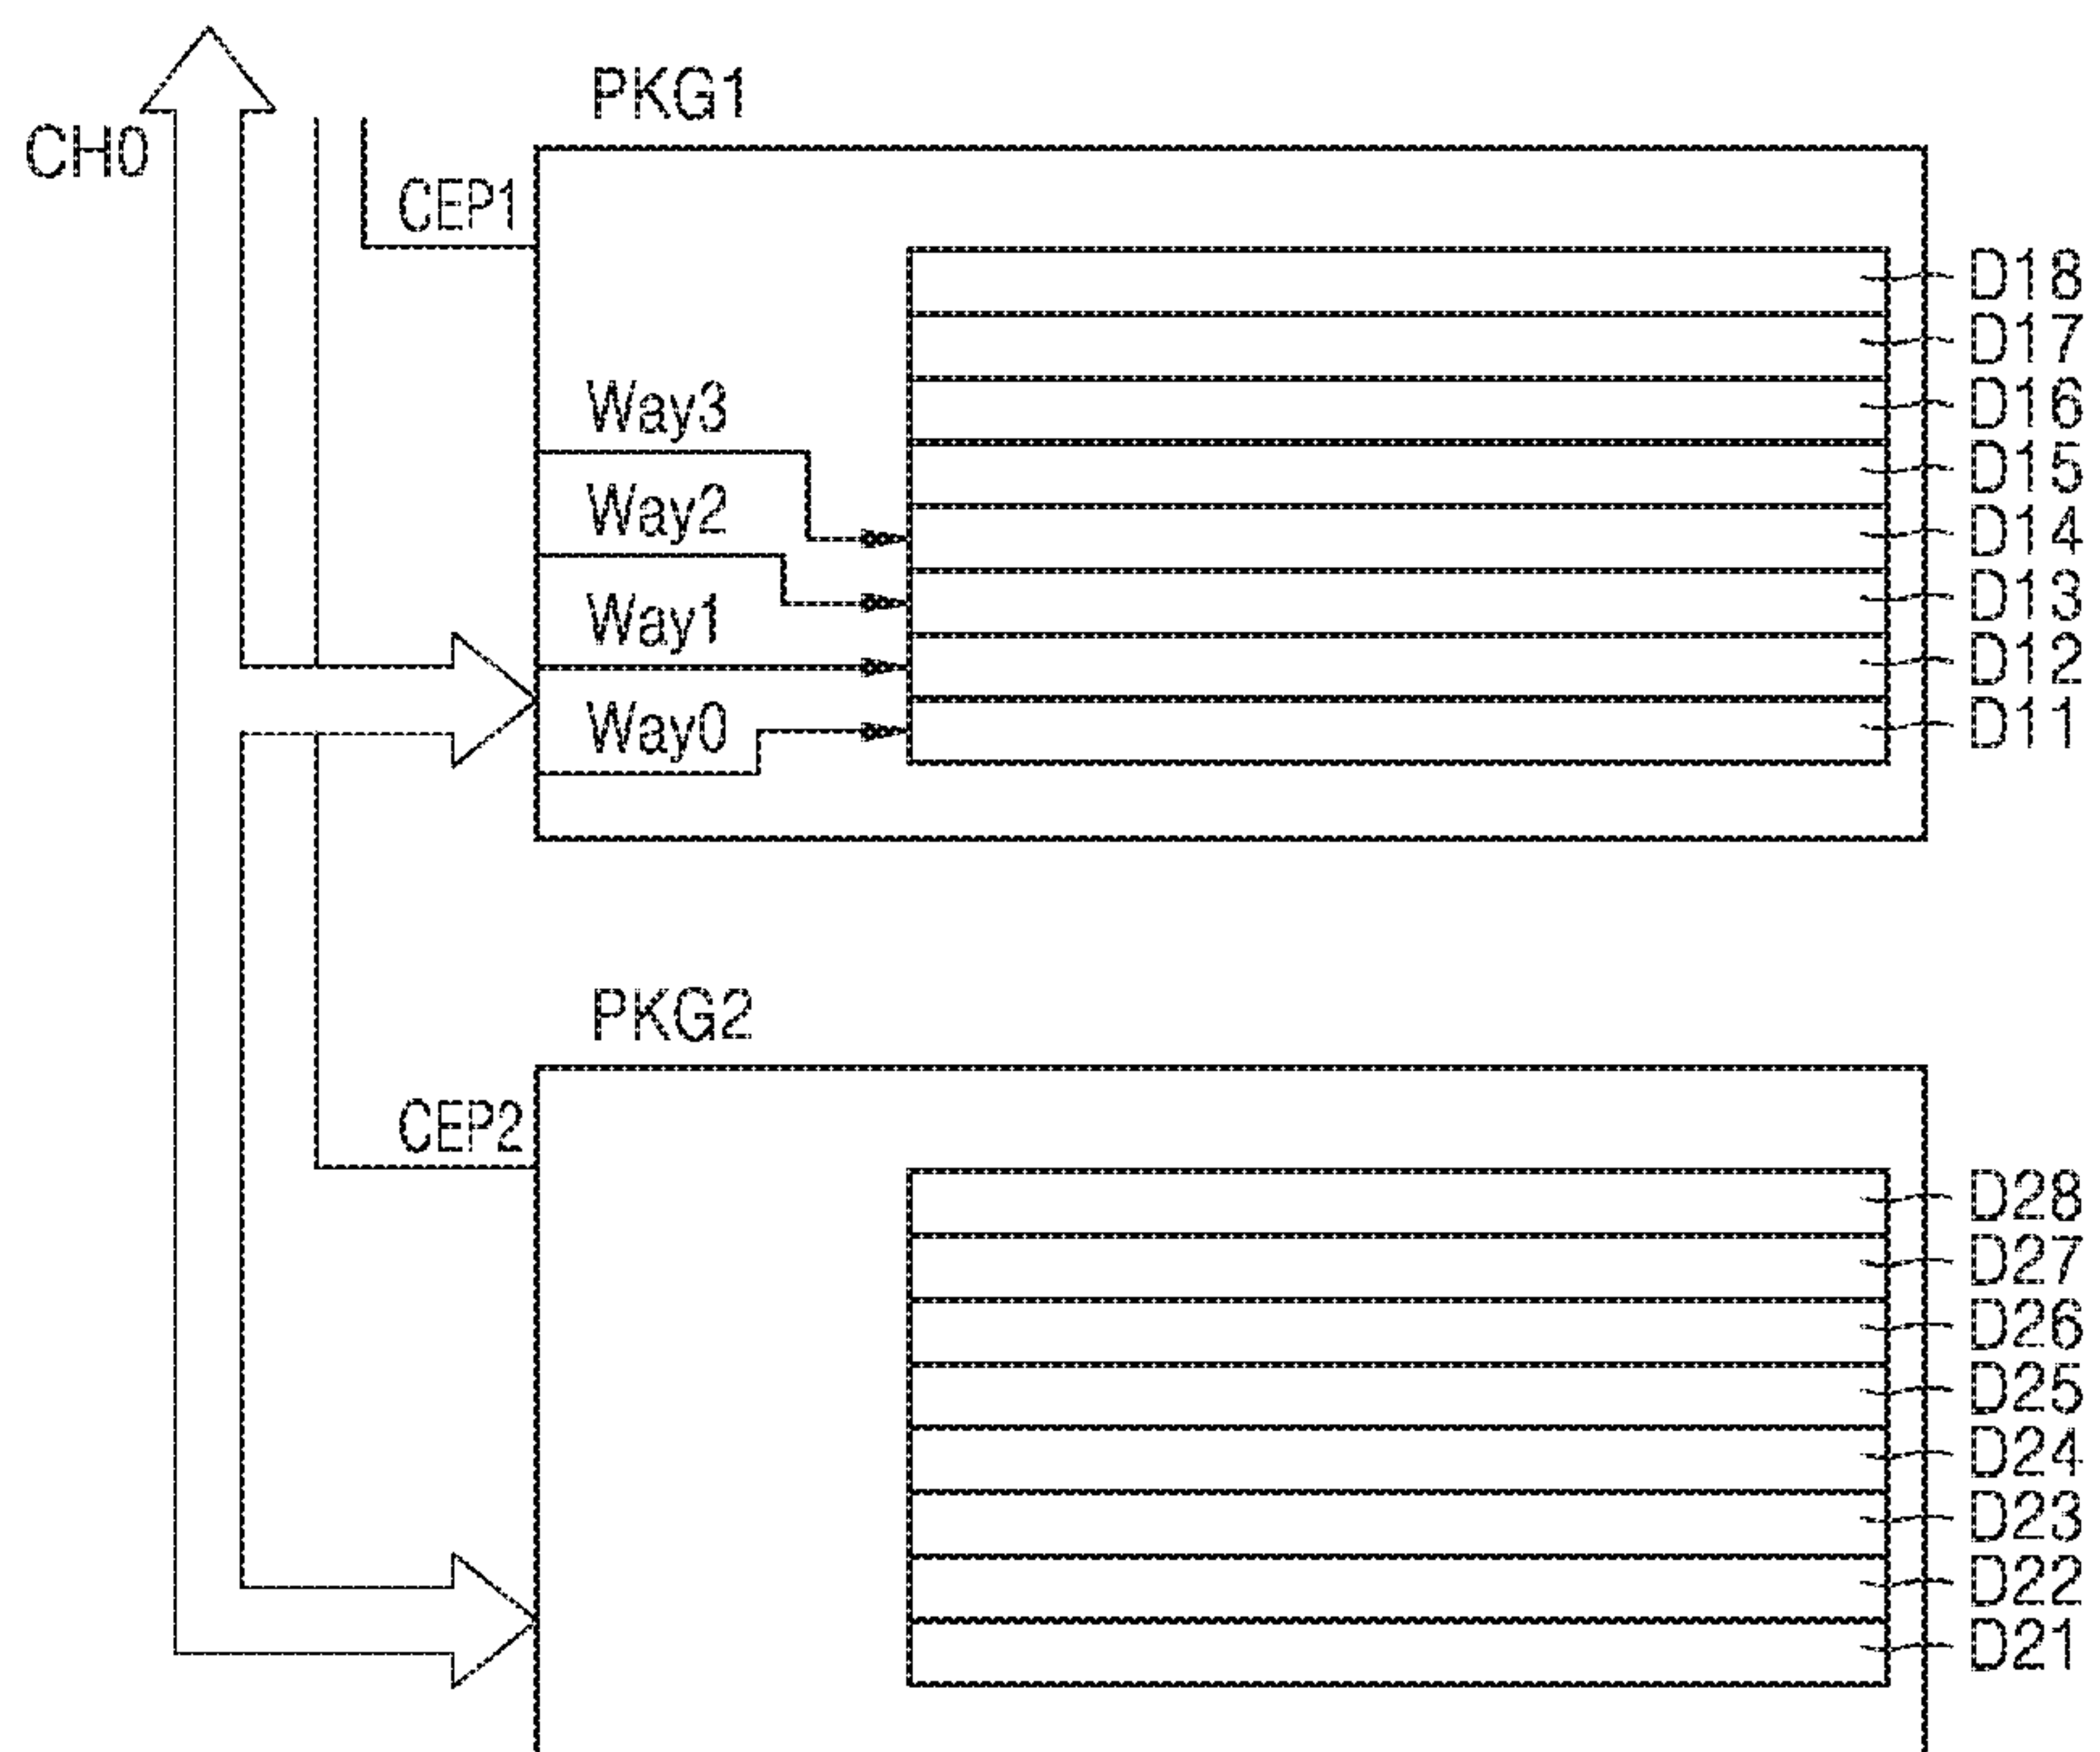 PKG1
CH0
CEP1
D18
D17
Way3
D16
D15
Way2
D14
Way1
D13
D12
Way0
D11
PKG2
CEP2
D28
D27
D26
D25
D24
D23
D22
D21